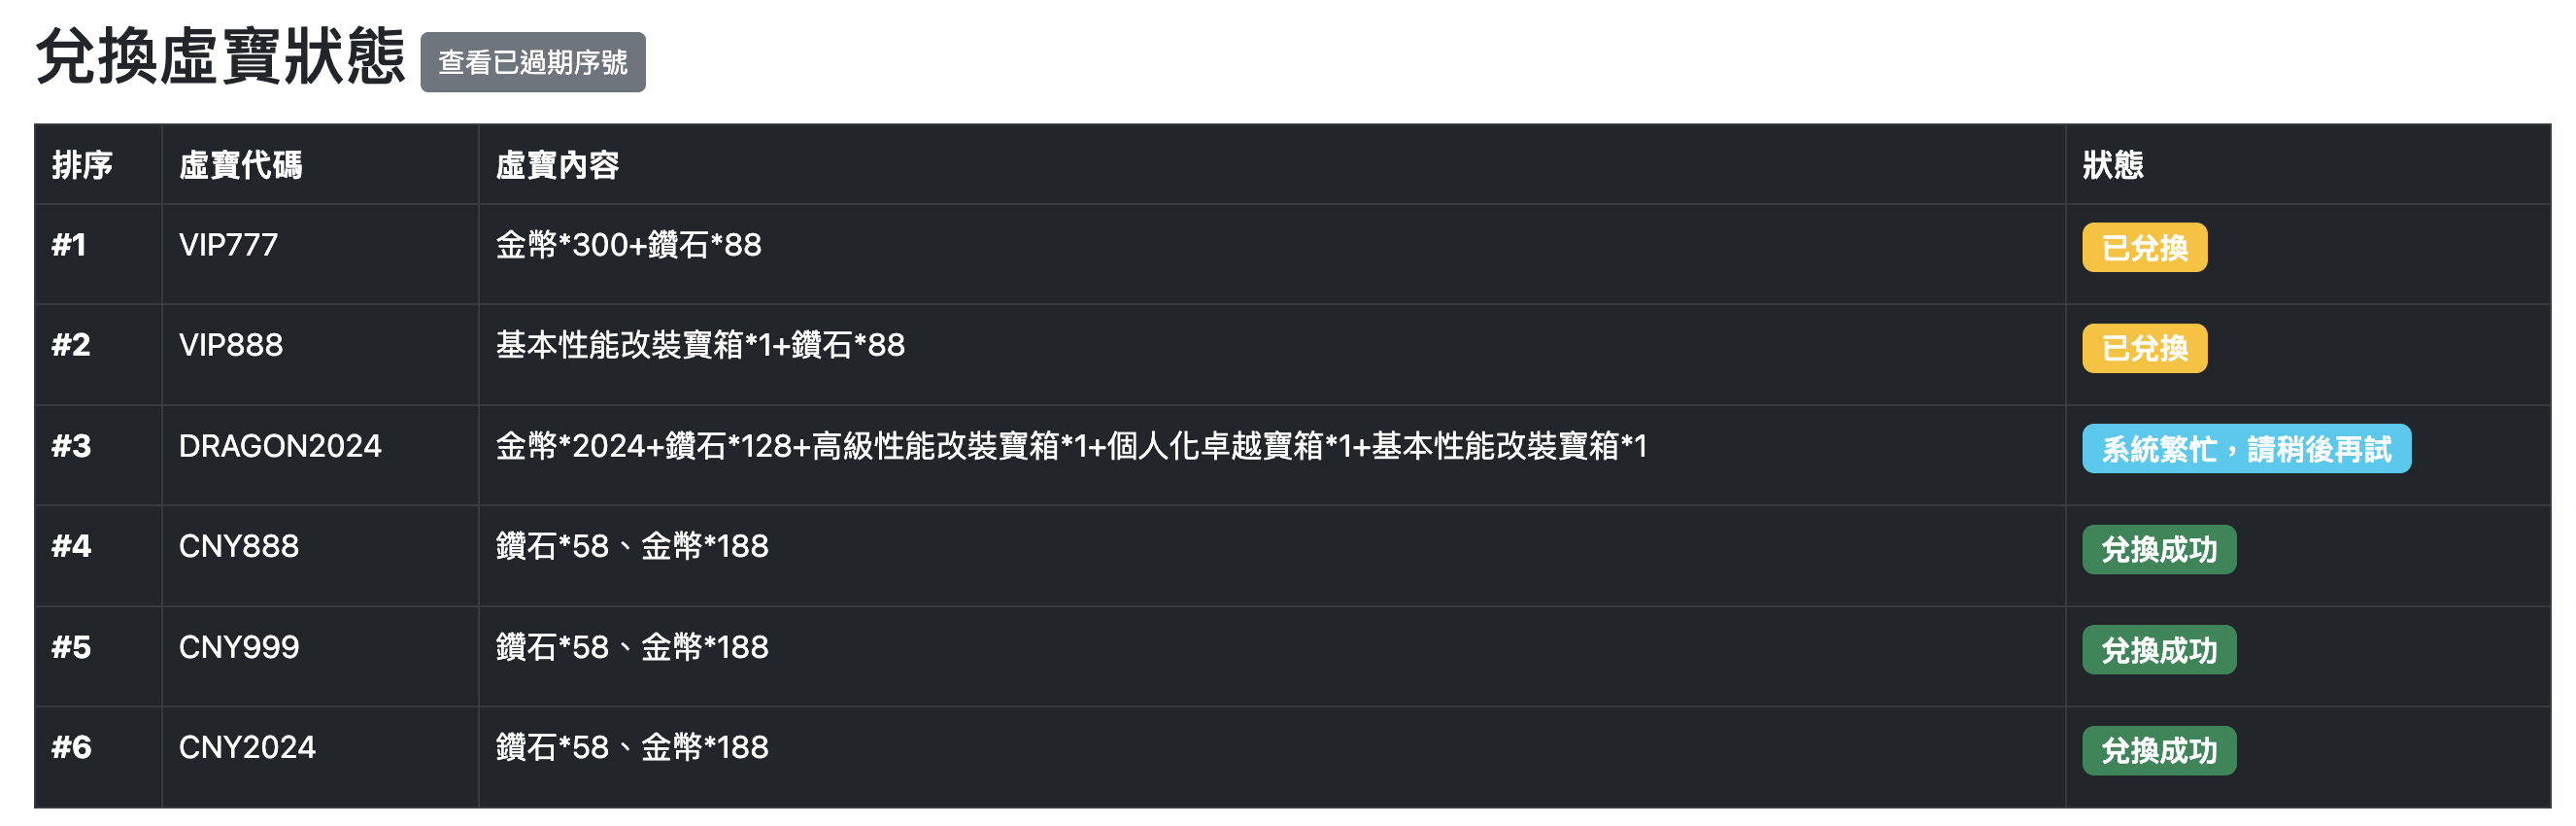 兌換虛寶狀態 查看已過期序號
排序 虛寶代碼 虛寶內容 狀態
#1 VIP777 金幣*300+鑽石*88 已兌換
#2 VIP888 基本性能改裝寶箱*1+鑽石*88 已兌換
#3 DRAGON2024 金幣*2024+鑽石*128+高級性能改裝寶箱*1+個人化卓越寶箱*1+基本性能改裝寶箱*1 系統繁忙，請稍後再試
#4 CNY888 鑽石*58、金幣*188 兌換成功
#5 CNY999 鑽石*58、金幣*188 兌換成功
#6 CNY2024 鑽石*58、金幣*188 兌換成功